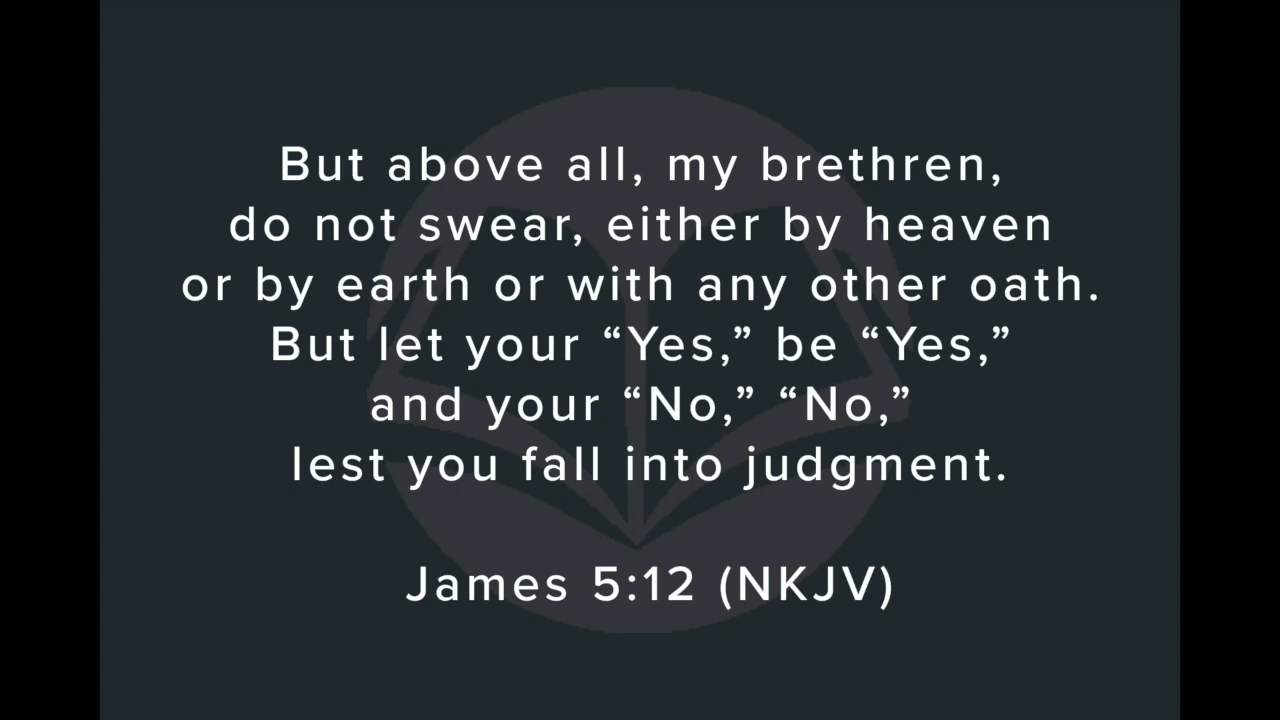 But above all, my brethren,
do not swear, either by heaven
or by earth or with any other oath.
But let your “Yes,” be “Yes,”
and your “No,” “No,”
lest you fall into judgment.
James 5:12 (NKJV)